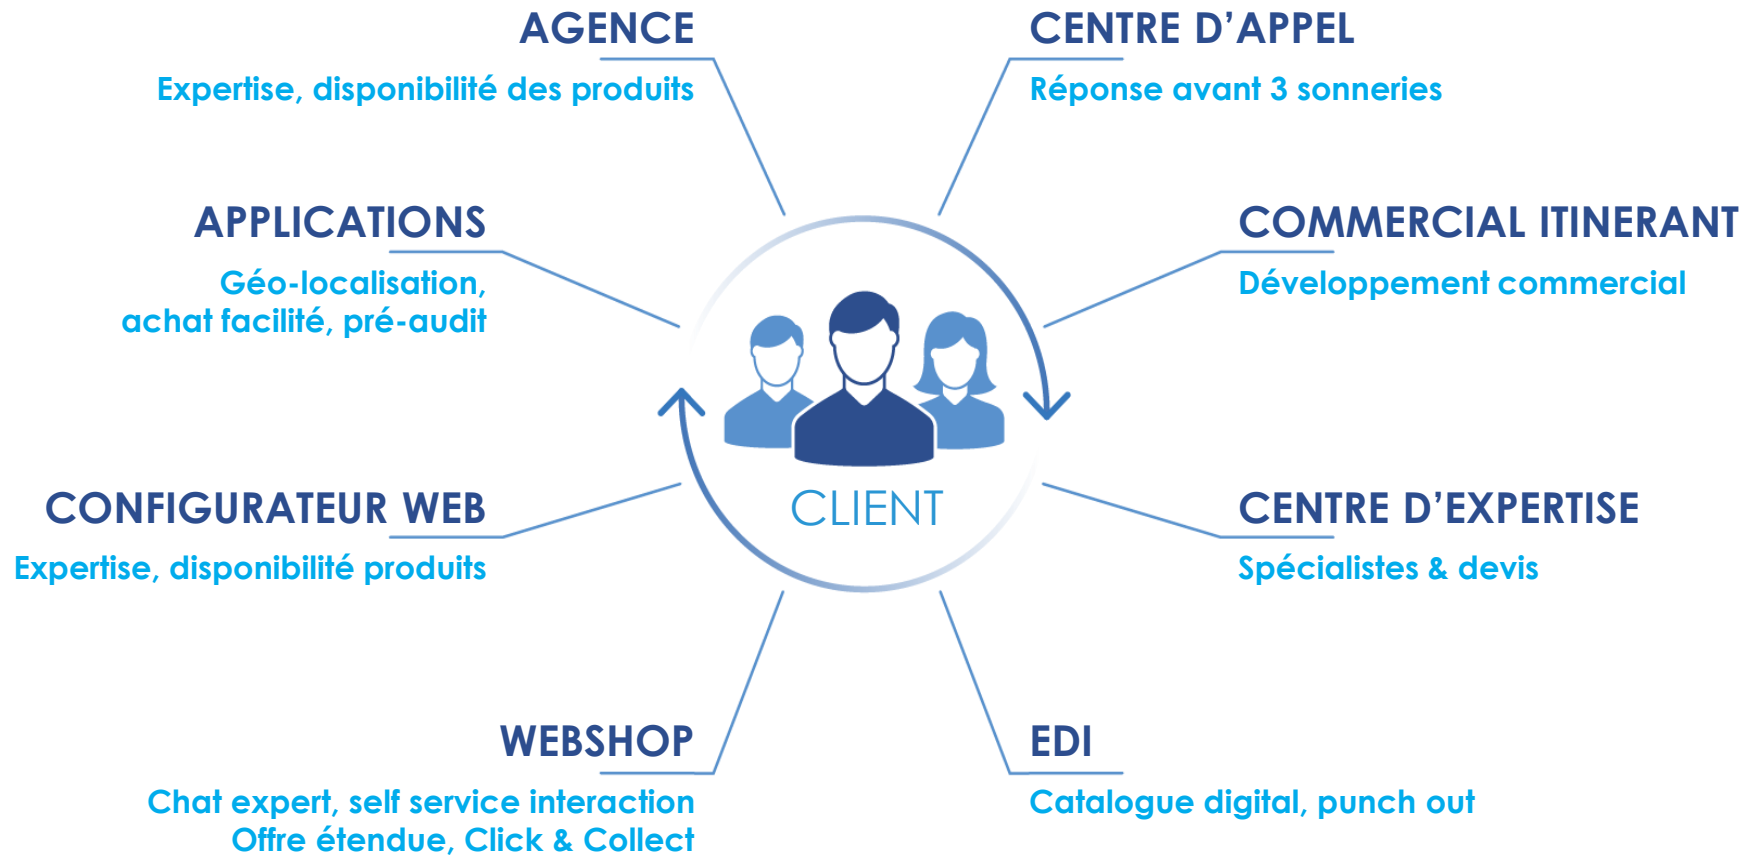 AGENCE
Expertise, disponibilité des produits
CENTRE D’APPEL
Réponse avant 3 sonneries
APPLICATIONS
Géo-localisation,
achat facilité, pré-audit
COMMERCIAL ITINERANT
Développement commercial
CLIENT
CONFIGURATEUR WEB
Expertise, disponibilité produits
CENTRE D’EXPERTISE
Spécialistes & devis
WEBSHOP
Chat expert, self service interaction
Offre étendue, Click & Collect
EDI
Catalogue digital, punch out